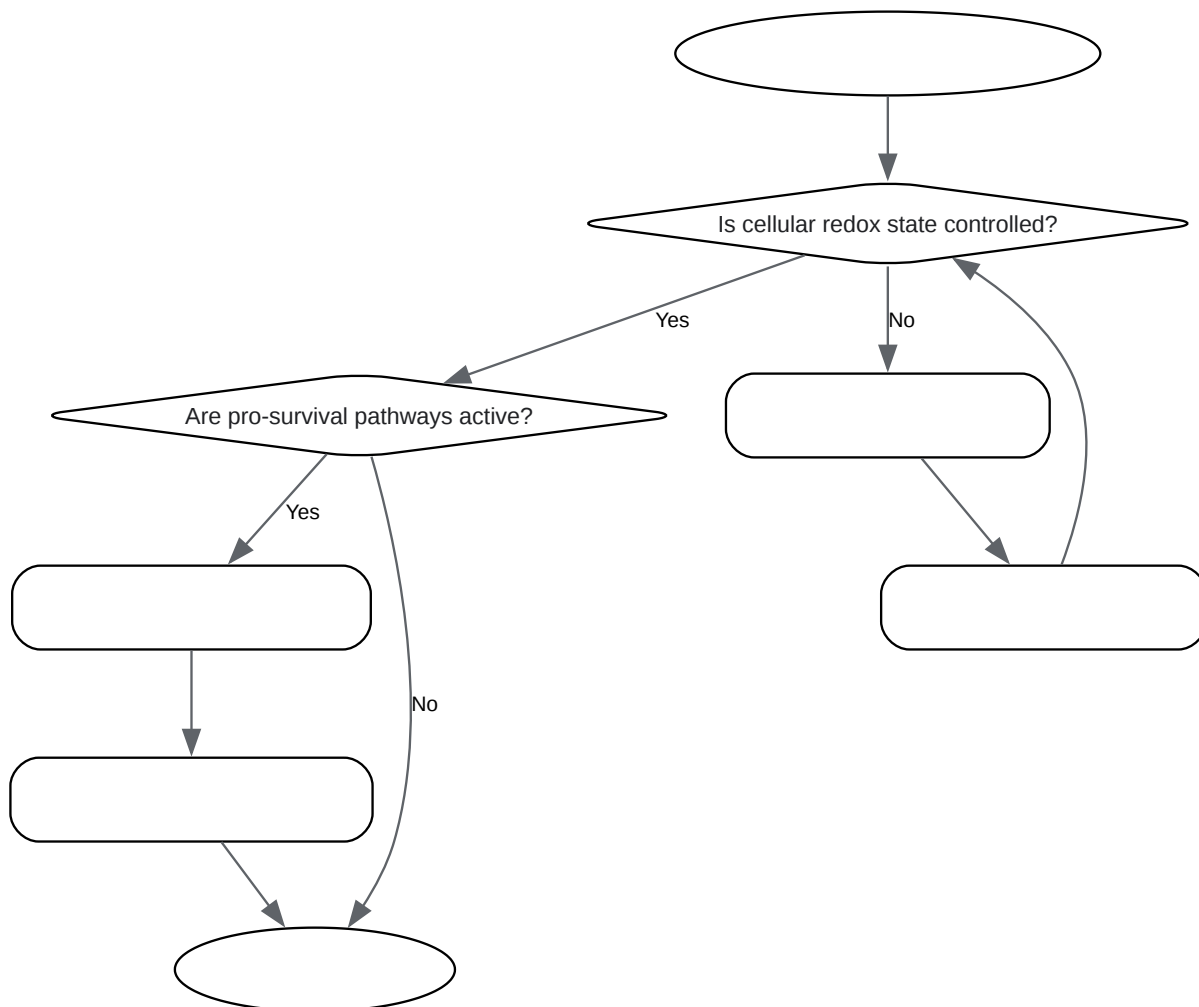 Is cellular redox state controlled?
Yes
No
Are pro-survival pathways active?
Yes
No